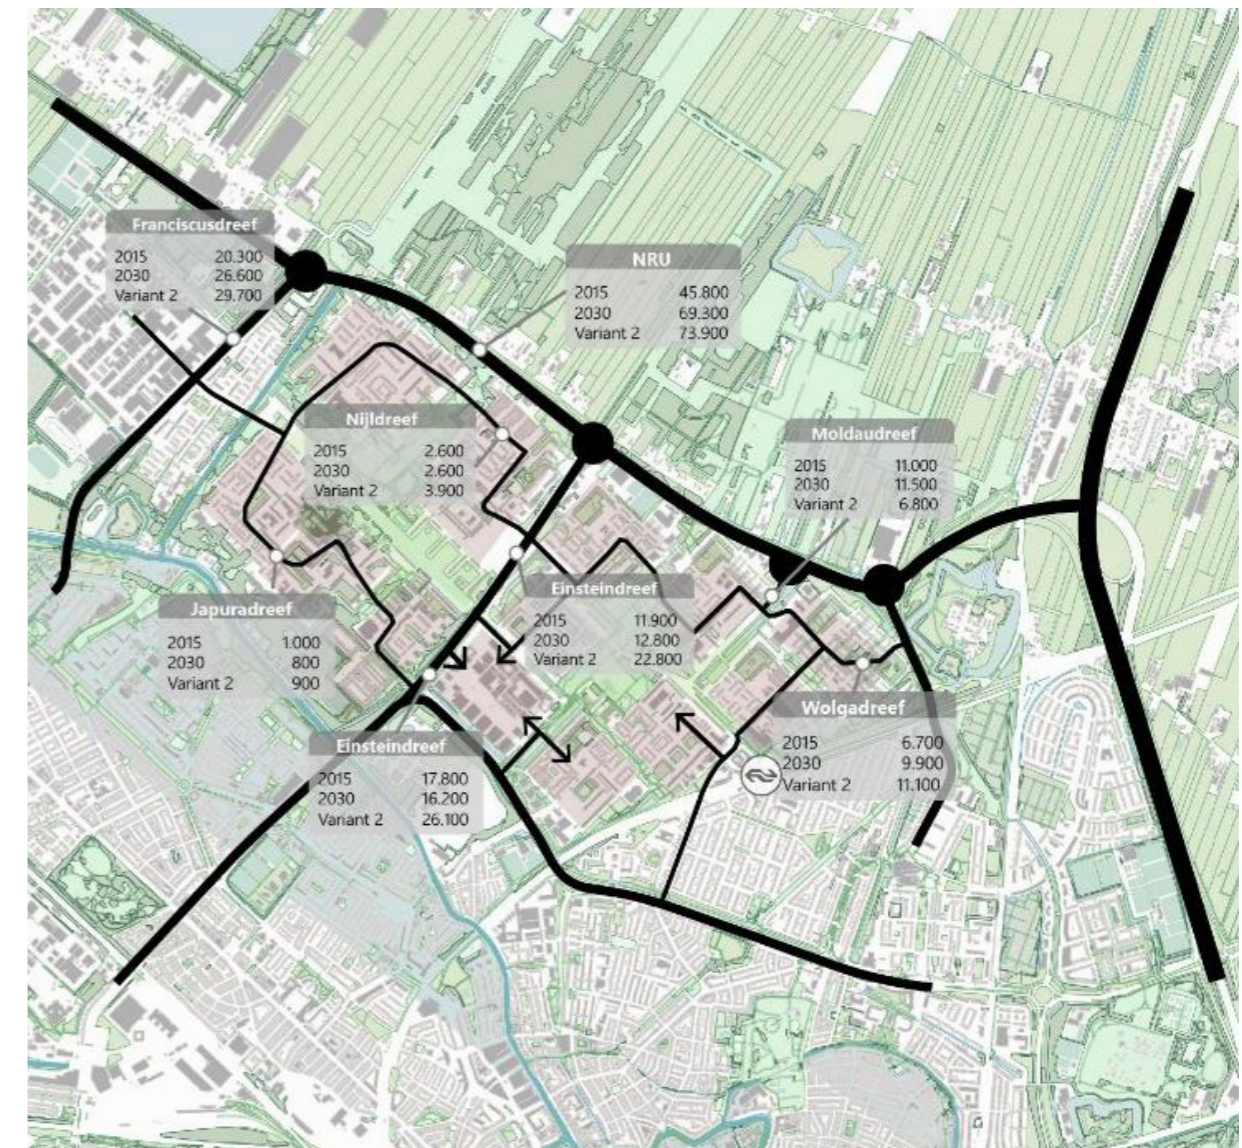 Franciscusdreef
2015 20.300
2030 26.600
Variant 2 29.700
NRU
2015 45.800
2030 69.300
Variant 2 73.900
Nijldreef
2015 2.600
2030 2.600
Variant 2 3.900
Moldaudreef
2015 11.000
2030 11.500
Variant 2 6.800
Einsteindreef
2015 11.900
2030 12.800
Variant 2 22.800
Japuradreef
2015 1.000
2030 800
Variant 2 900
Wolgadreef
2015 6.700
2030 9.900
Variant 2 11.100
Einsteindreef
2015 17.800
2030 16.200
Variant 2 26.100